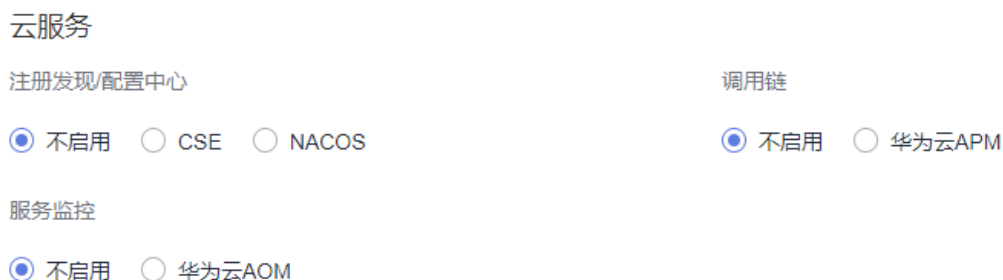 云服务
注册发现/配置中心 调用链
不启用 CSE NACOS 不启用 华为云APM
服务监控
不启用 华为云AOM